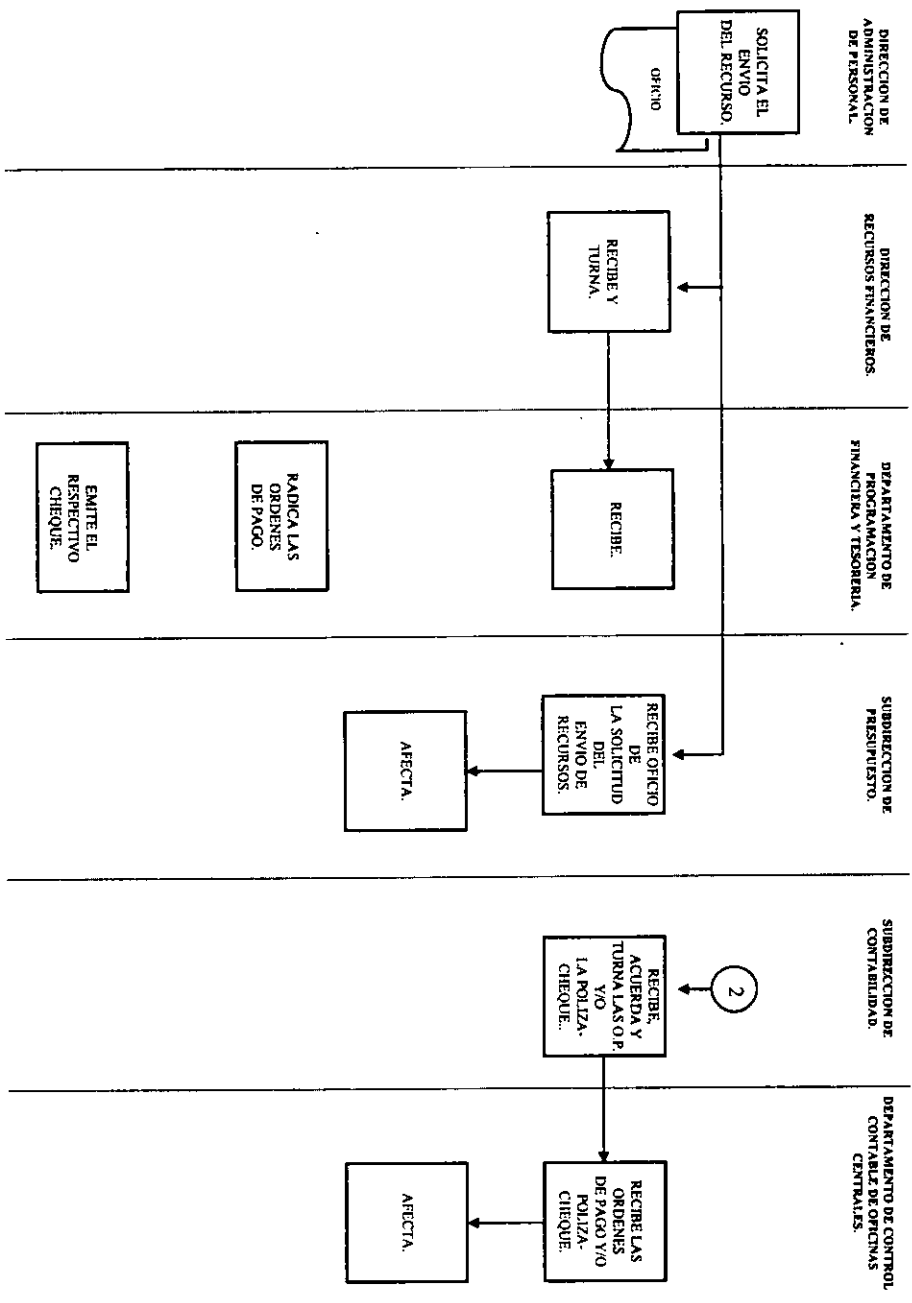 DIRECCION DE
ADMINISTRACION
DE PERSONAL.
SOLICITA EL
ENVIO
DEL RECURSO.
OFICIO
DIRECCION DE
RECURSOS FINANCIEROS.
RECIBE Y
TURNA.
DEPARTAMENTO DE
PROGRAMACION
FINANCIERA Y TESORERIA.
RECIBE.
RADICA LAS
ORDENES
DE PAGO.
EMITE EL
RESPECTIVO
CHEQUE.
SUBDIRECCION DE
PRESUPUESTO.
RECIBE OFICIO
DE
LA SOLICITUD
DEL
ENVIO DE
RECURSOS.
AFECTA.
SUBDIRECCION DE
CONTABILIDAD.
2
RECIBE,
ACUERDA Y
TURNA LAS O.P.
Y/O
LA POLIZA-
CHEQUE..
DEPARTAMENTO DE CONTROL
CONTABLE DE OFICINAS
CENTRALES.
RECIBE LAS
ORDENES
DE PAGO Y/O
POLIZA-
CHEQUE.
AFECTA.